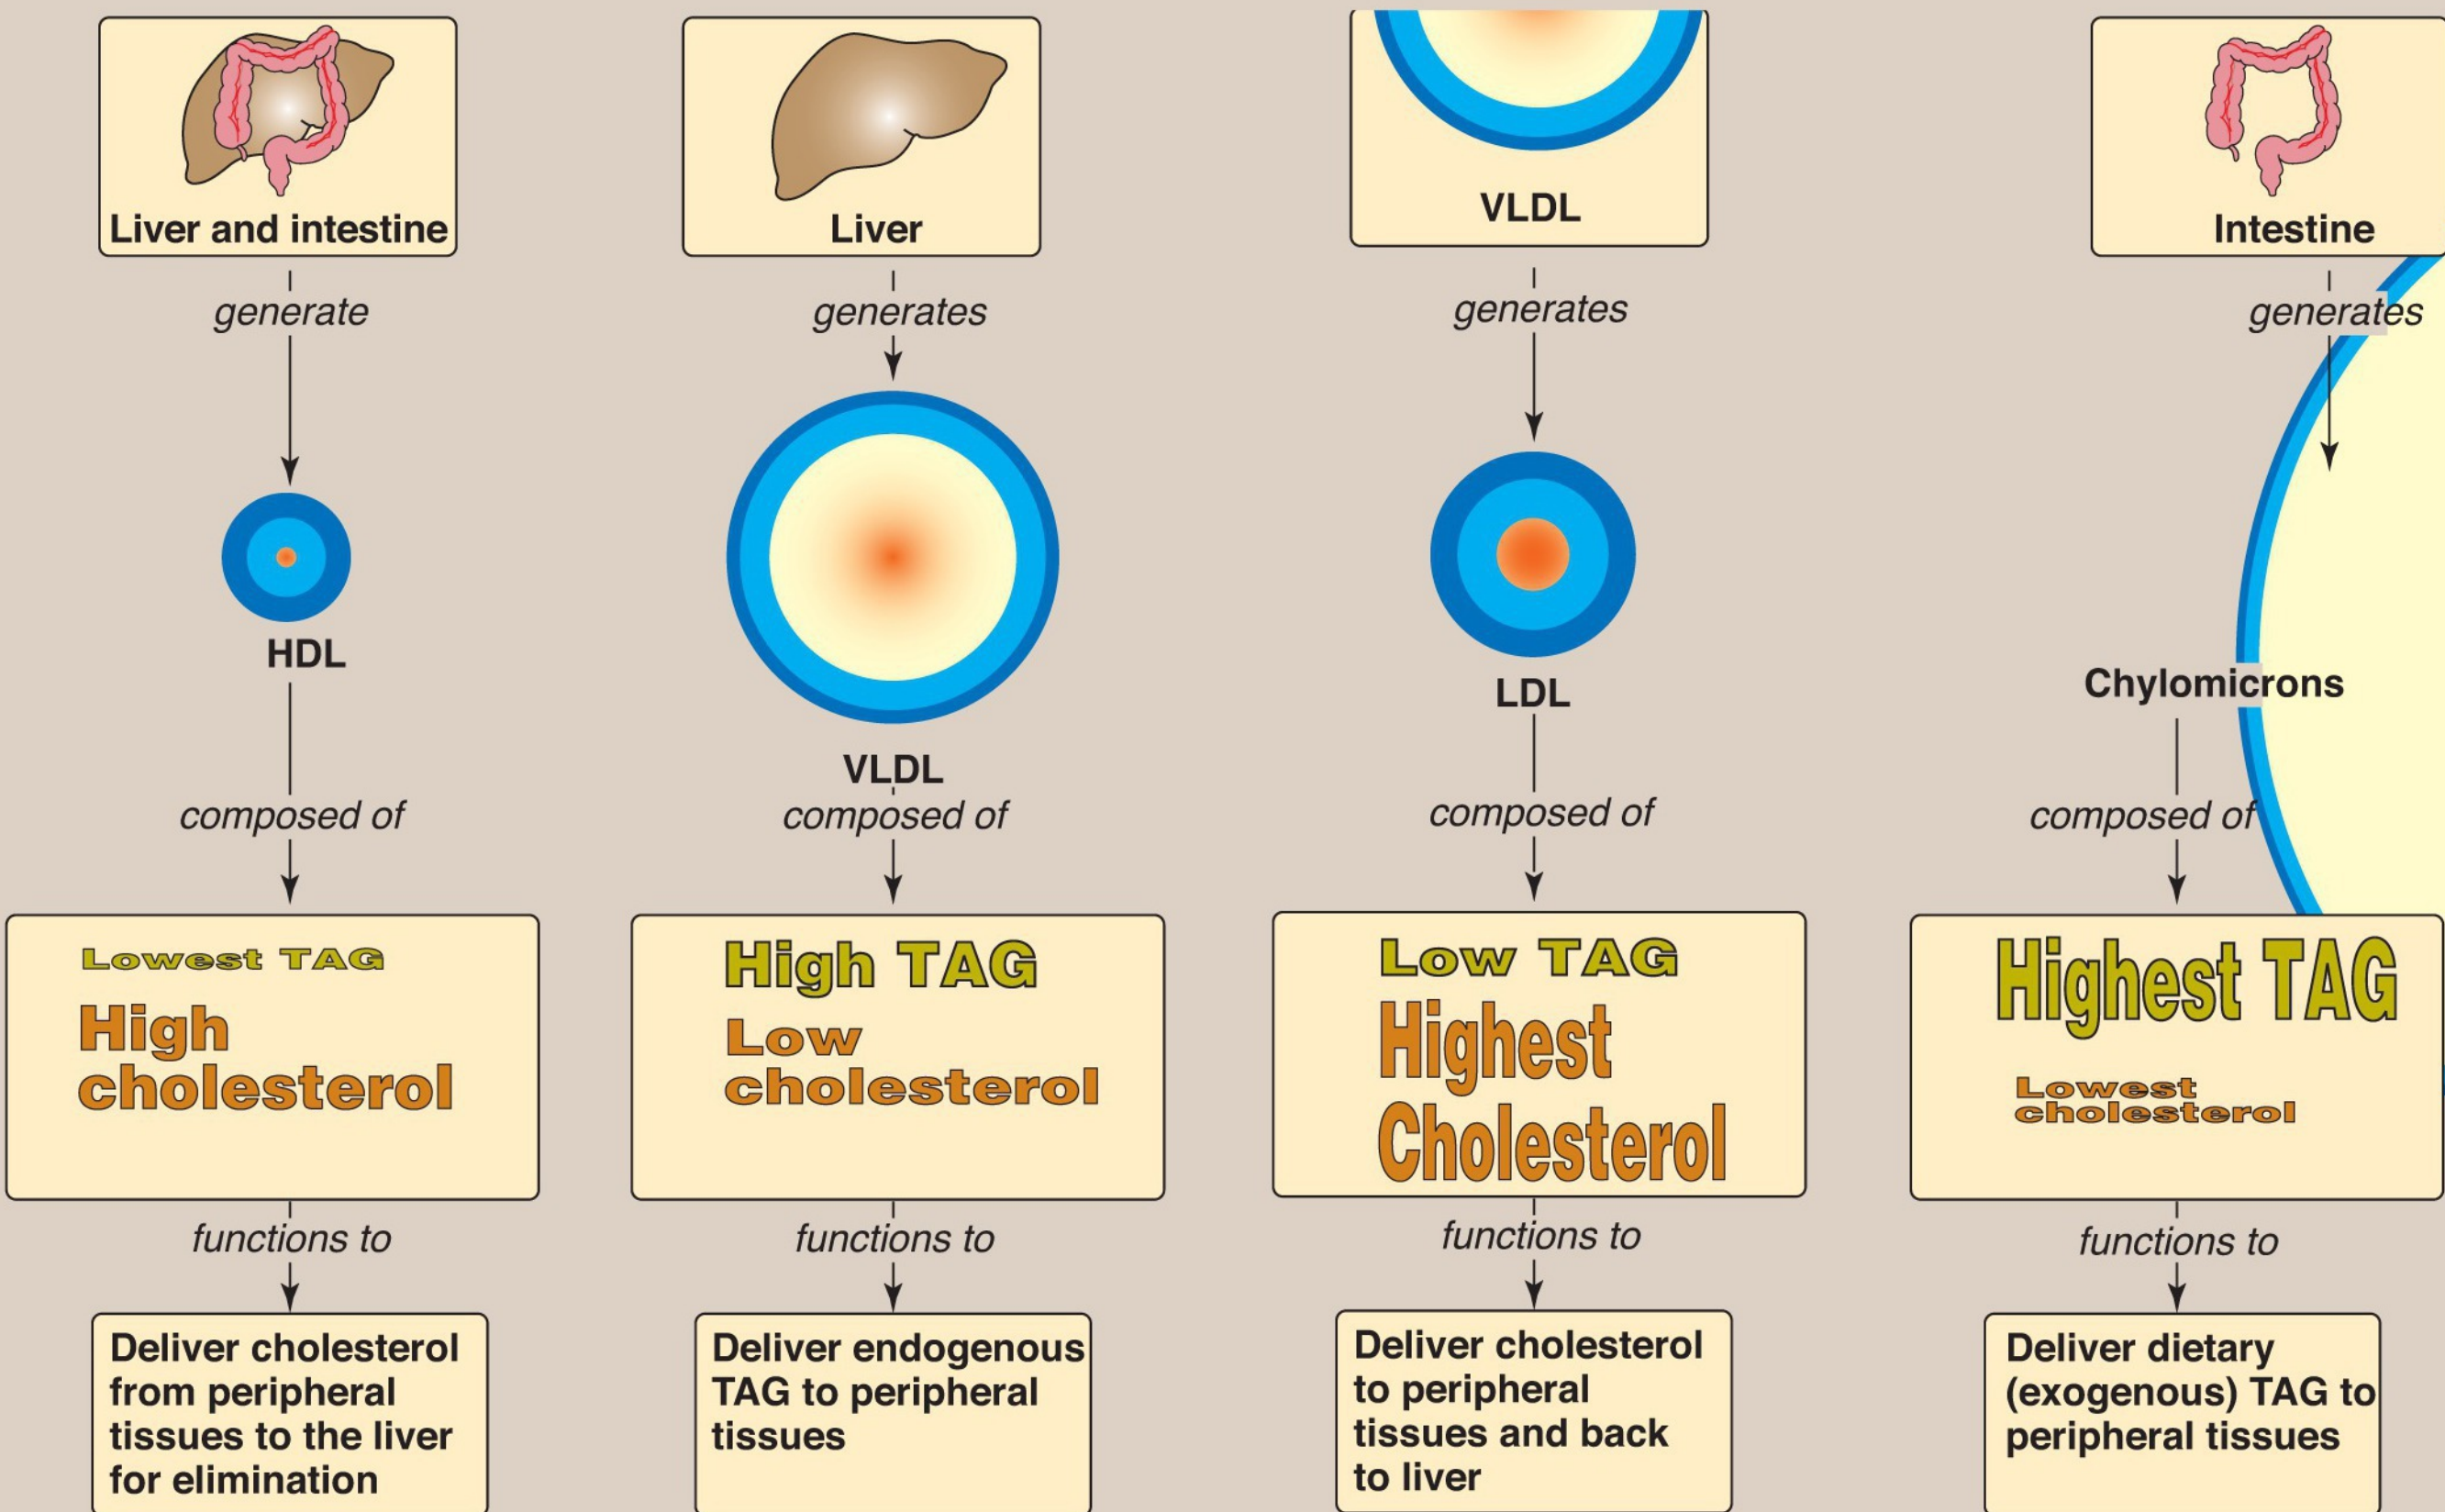 Liver and intestine
generate
HDL
composed of
Lowest TAG
High
cholesterol
functions to
Deliver cholesterol
from peripheral
tissues to the liver
for elimination
Liver
generates
VLDL
composed of
High TAG
Low
cholesterol
functions to
Deliver endogenous
TAG to peripheral
tissues
VLDL
generates
LDL
composed of
Low TAG
Highest
Cholesterol
functions to
Deliver cholesterol
to peripheral
tissues and back
to liver
Intestine
generates
Chylomicrons
composed of
Highest TAG
Lowest
cholesterol
functions to
Deliver dietary
(exogenous) TAG to
peripheral tissues